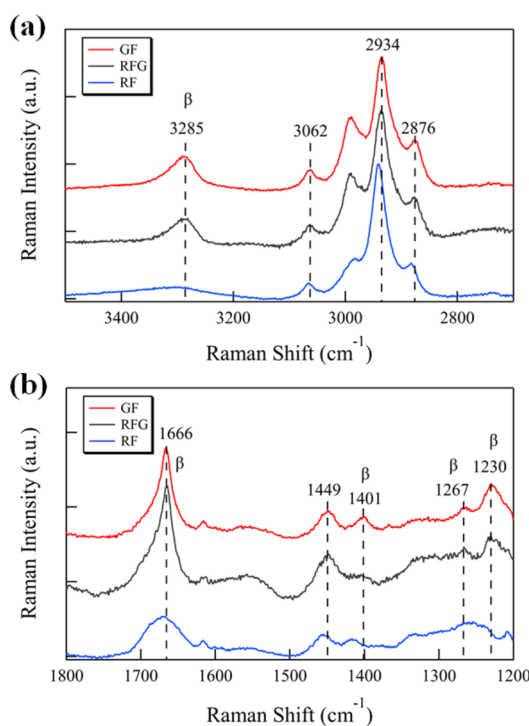 (a)
GF
RFG
RF
2934
β
3285
3062
2876
Raman Intensity (a.u.)
3400
3200
3000
2800
Raman Shift (cm-1)
(b)
GF
RFG
RF
1666
β
1449
β
1401
β
1267
β
1230
Raman Intensity (a.u.)
1800
1700
1600
1500
1400
1300
1200
Raman Shift (cm-1)